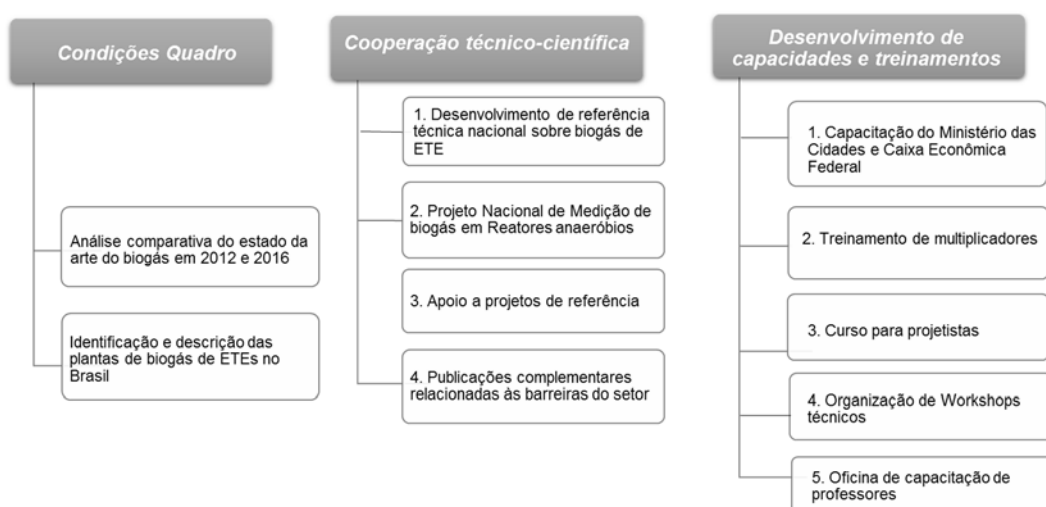 Condições Quadro
Análise comparativa do estado da
arte do biogás em 2012 e 2016
Identificação e descrição das
plantas de biogás de ETEs no
Brasil
Cooperação técnico-científica
1. Desenvolvimento de referência
técnica nacional sobre biogás de
ETE
2. Projeto Nacional de Medição de
biogás em Reatores anaeróbios
3. Apoio a projetos de referência
4. Publicações complementares
relacionadas às barreiras do setor
Desenvolvimento de
capacidades e treinamentos
1. Capacitação do Ministério das
Cidades e Caixa Econômica
Federal
2. Treinamento de multiplicadores
3. Curso para projetistas
4. Organização de Workshops
técnicos
5. Oficina de capacitação de
professores